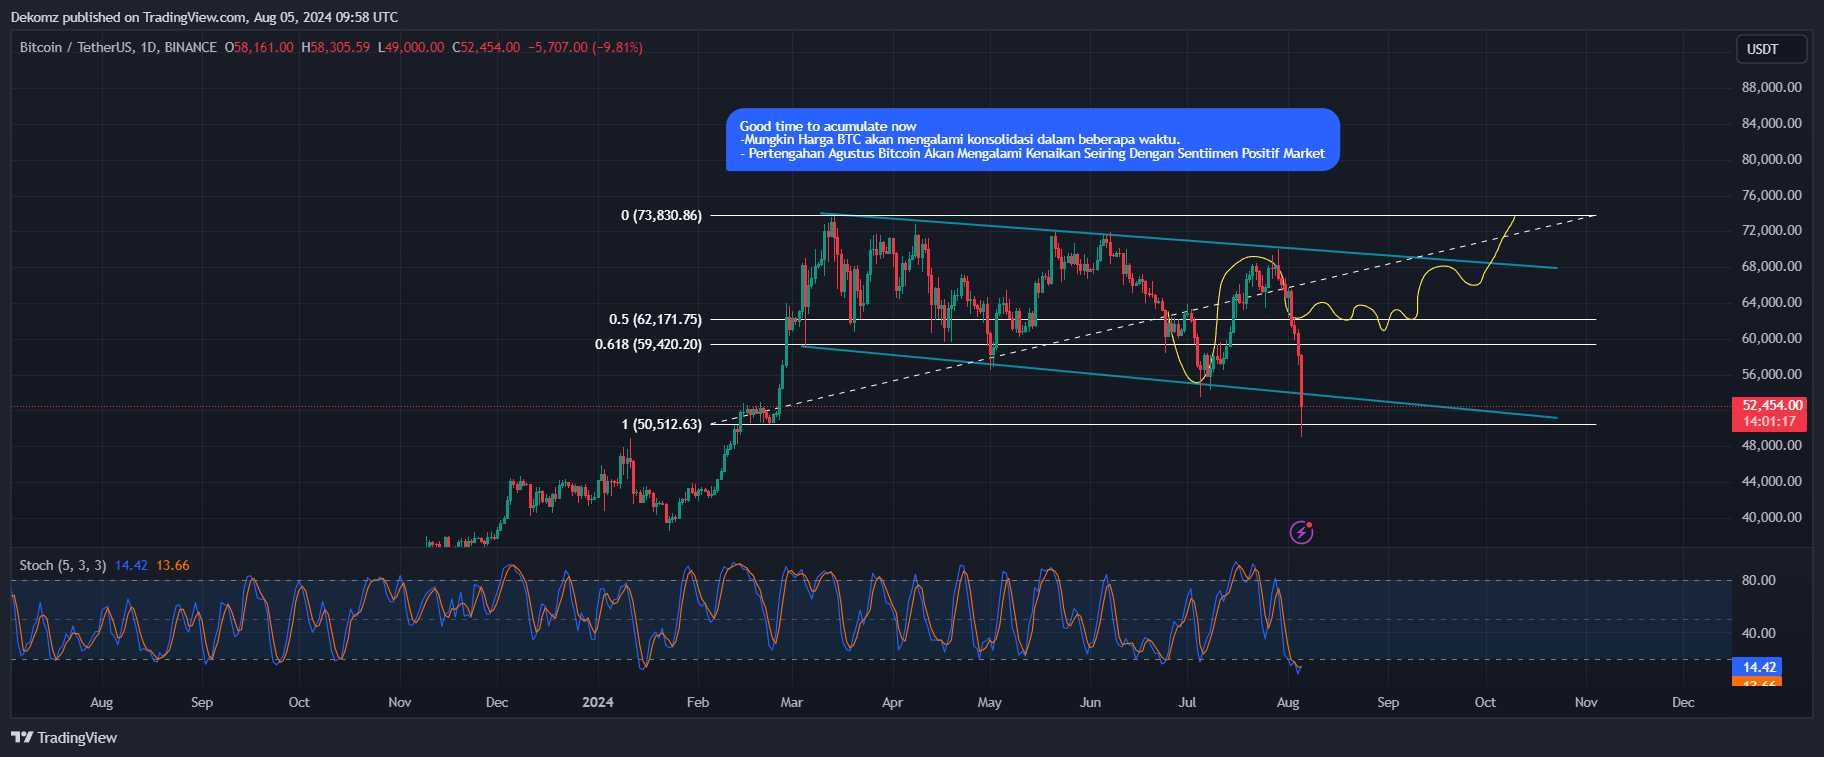 Dekomz published on TradingView.com, Aug 05, 2024 09:58 UTC
Bitcoin / TetherUS, 1D, BINANCE O58,161.00 H58,305.59 L49,000.00 C52,454.00 −5,707.00 (−9.81%)
USDT
88,000.00
84,000.00
80,000.00
76,000.00
72,000.00
68,000.00
64,000.00
60,000.00
56,000.00
52,454.00
14:01:17
48,000.00
44,000.00
40,000.00
Good time to acumulate now
-Mungkin Harga BTC akan mengalami konsolidasi dalam beberapa waktu.
- Pertengahan Agustus Bitcoin Akan Mengalami Kenaikan Seiring Dengan Sentiimen Positif Market
0 (73,830.86)
0.5 (62,171.75)
0.618 (59,420.20)
1 (50,512.63)
Stoch (5, 3, 3) 14.42 13.66
80.00
40.00
14.42
13.66
Aug Sep Oct Nov Dec 2024 Feb Mar Apr May Jun Jul Aug Sep Oct Nov Dec
TradingView